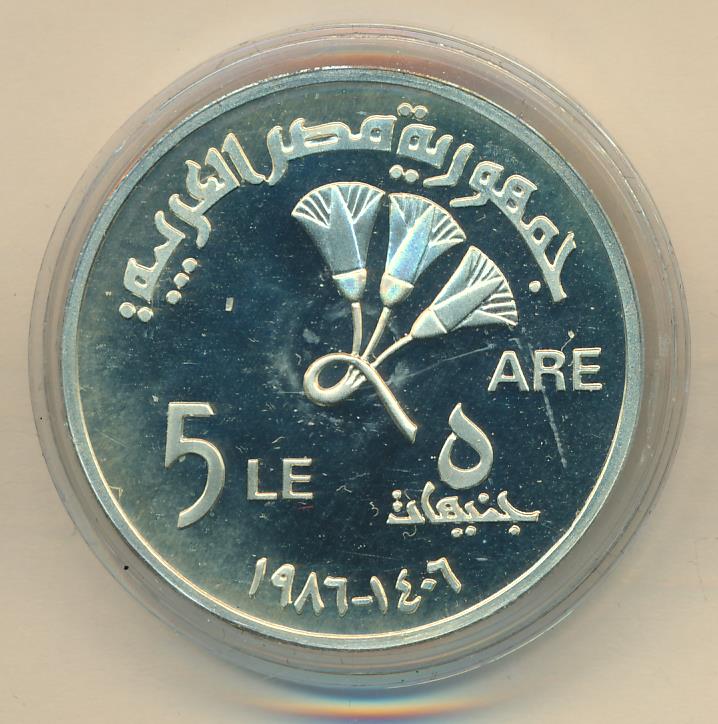 جمهورية مصر العربية
ARE
5 LE
٥
جنيهات
١٩٨٦-١٤٠٦